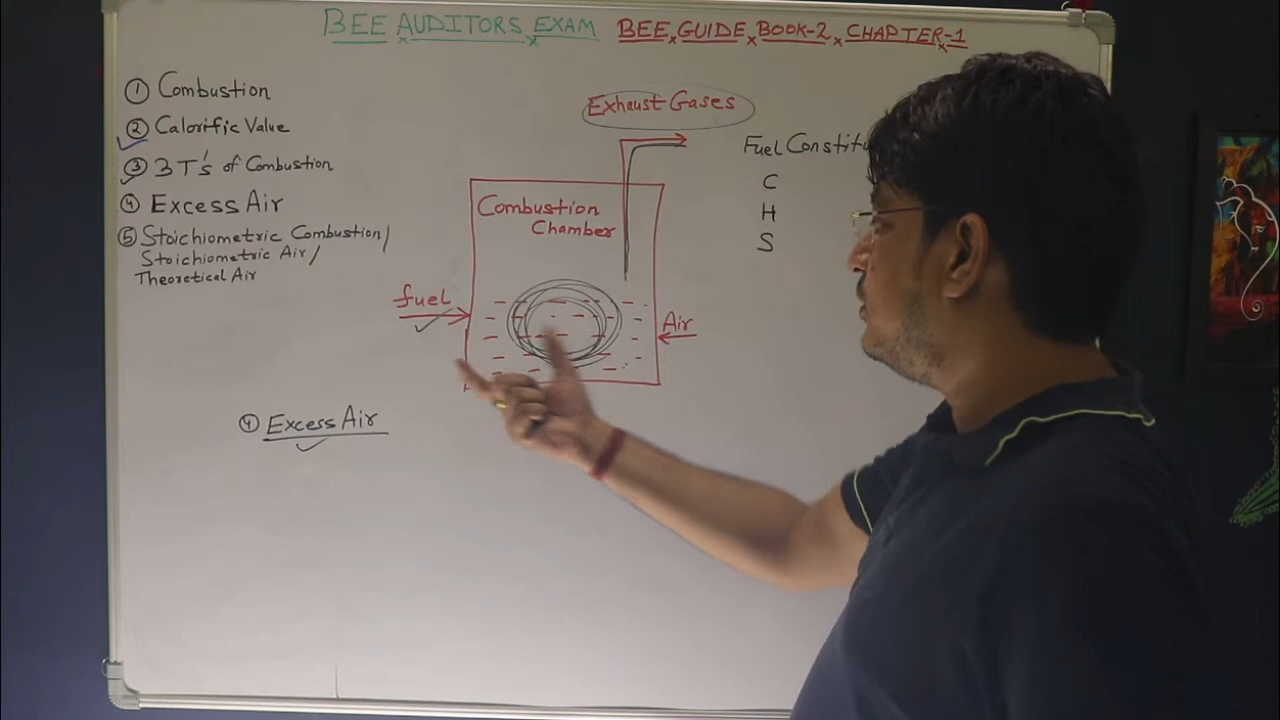 BEE AUDITORS EXAM BEE GUIDE BOOK-2 CHAPTER-1
① Combustion
② Calorific Value
③ 3 T's of Combustion
④ Excess Air
⑤ Stoichiometric Combustion/
Stoichiometric Air/
Theoretical Air
Exhaust Gases
Combustion
Chamber
fuel
Air
Fuel
C
H
S
④ Excess Air